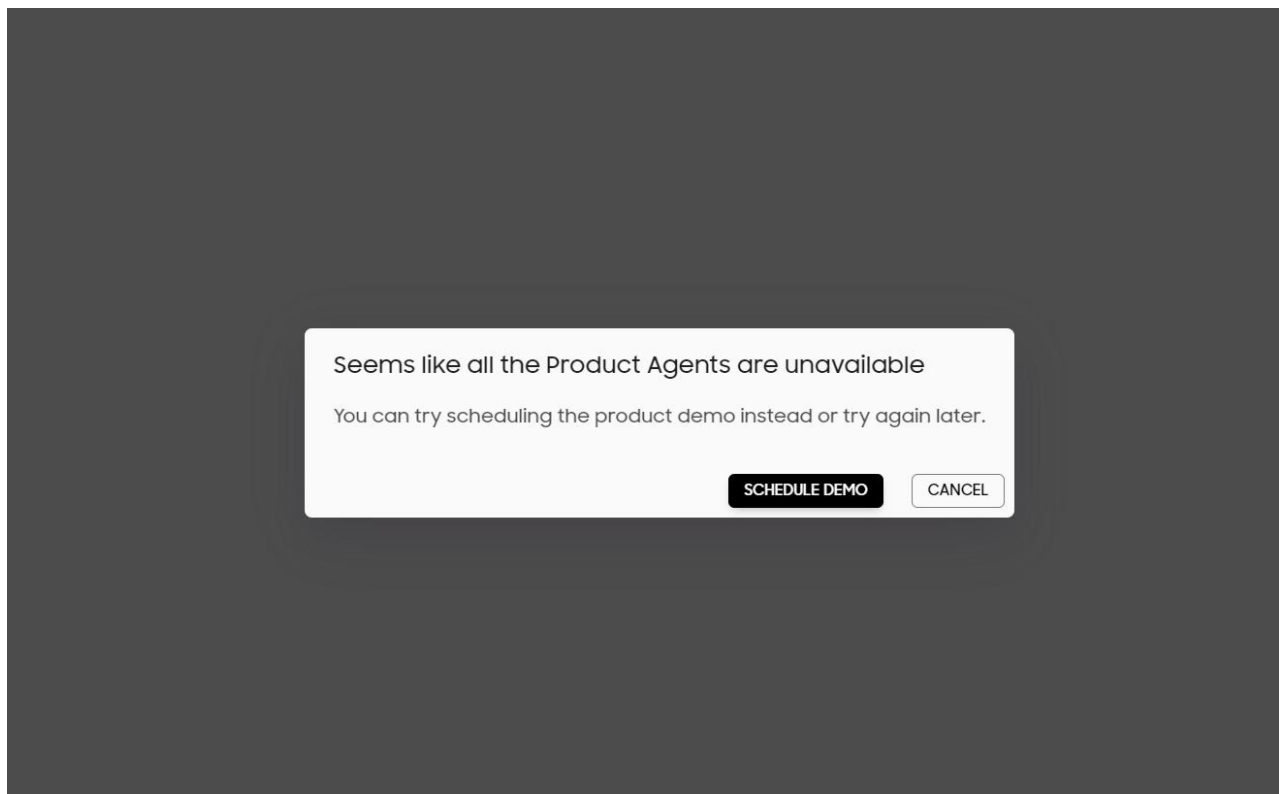 Seems like all the Product Agents are unavailable
You can try scheduling the product demo instead or try again later.
SCHEDULE DEMO
CANCEL